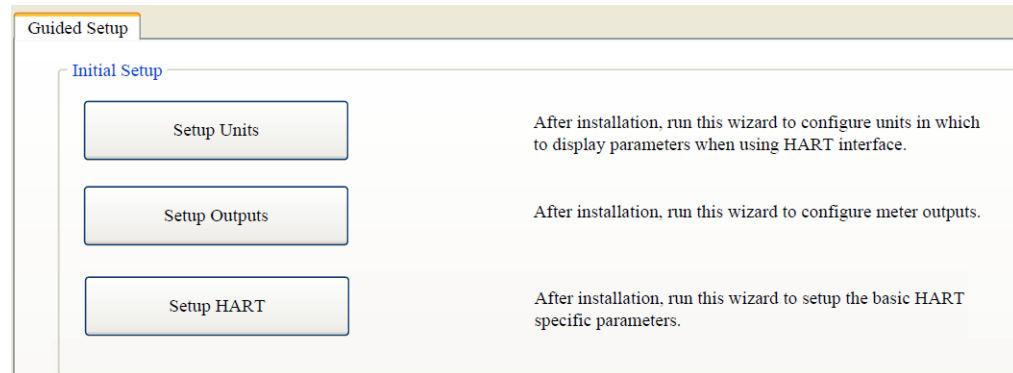 Guided Setup
Initial Setup
Setup Units
After installation, run this wizard to configure units in which
to display parameters when using HART interface.
Setup Outputs
After installation, run this wizard to configure meter outputs.
Setup HART
After installation, run this wizard to setup the basic HART
specific parameters.